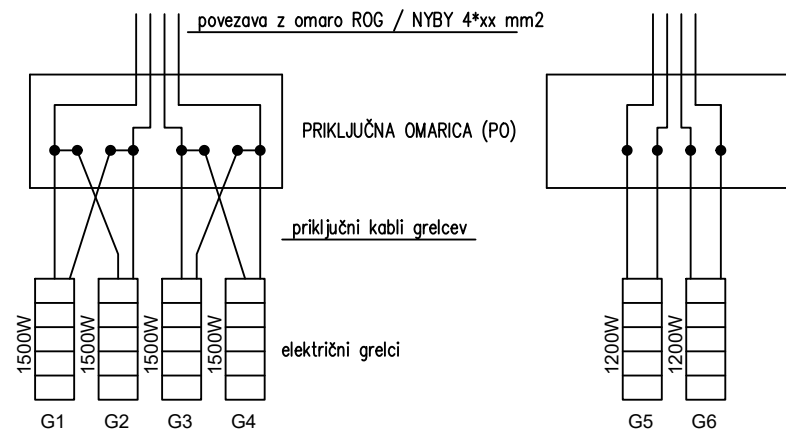 povezava z omaro ROG / NYBY 4*xx mm2
PRIKLJUČNA OMARICA (PO)
priključni kabli grelcev
1500W
1500W
1500W
1500W
električni grelci
1200W
1200W
G1
G2
G3
G4
G5
G6